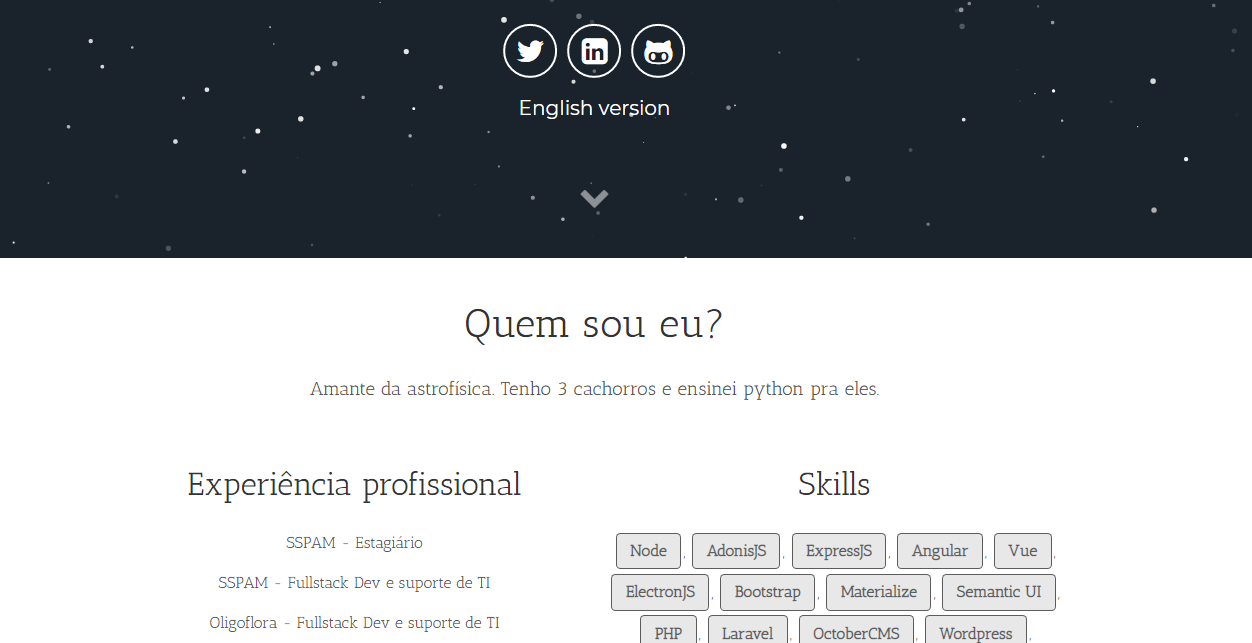 in
English version
Quem sou eu?
Amante da astrofísica. Tenho 3 cachorros e ensinei python pra eles.
Experiência profissional
SSPAM - Estagiário
SSPAM - Fullstack Dev e suporte de TI
Oligoflora - Fullstack Dev e suporte de TI
Skills
Node , AdonisJS , ExpressJS , Angular , Vue ,
ElectronJS , Bootstrap , Materialize , Semantic UI ,
PHP , Laravel , OctoberCMS , Wordpress ,